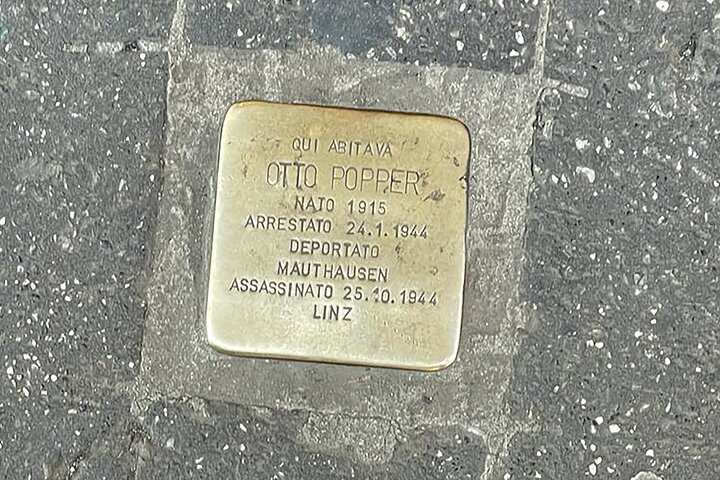 QUI ABITAVA
OTTO POPPER
NATO 1915
ARRESTATO 24.1.1944
DEPORTATO
MAUTHAUSEN
ASSASSINATO 25.10.1944
LINZ